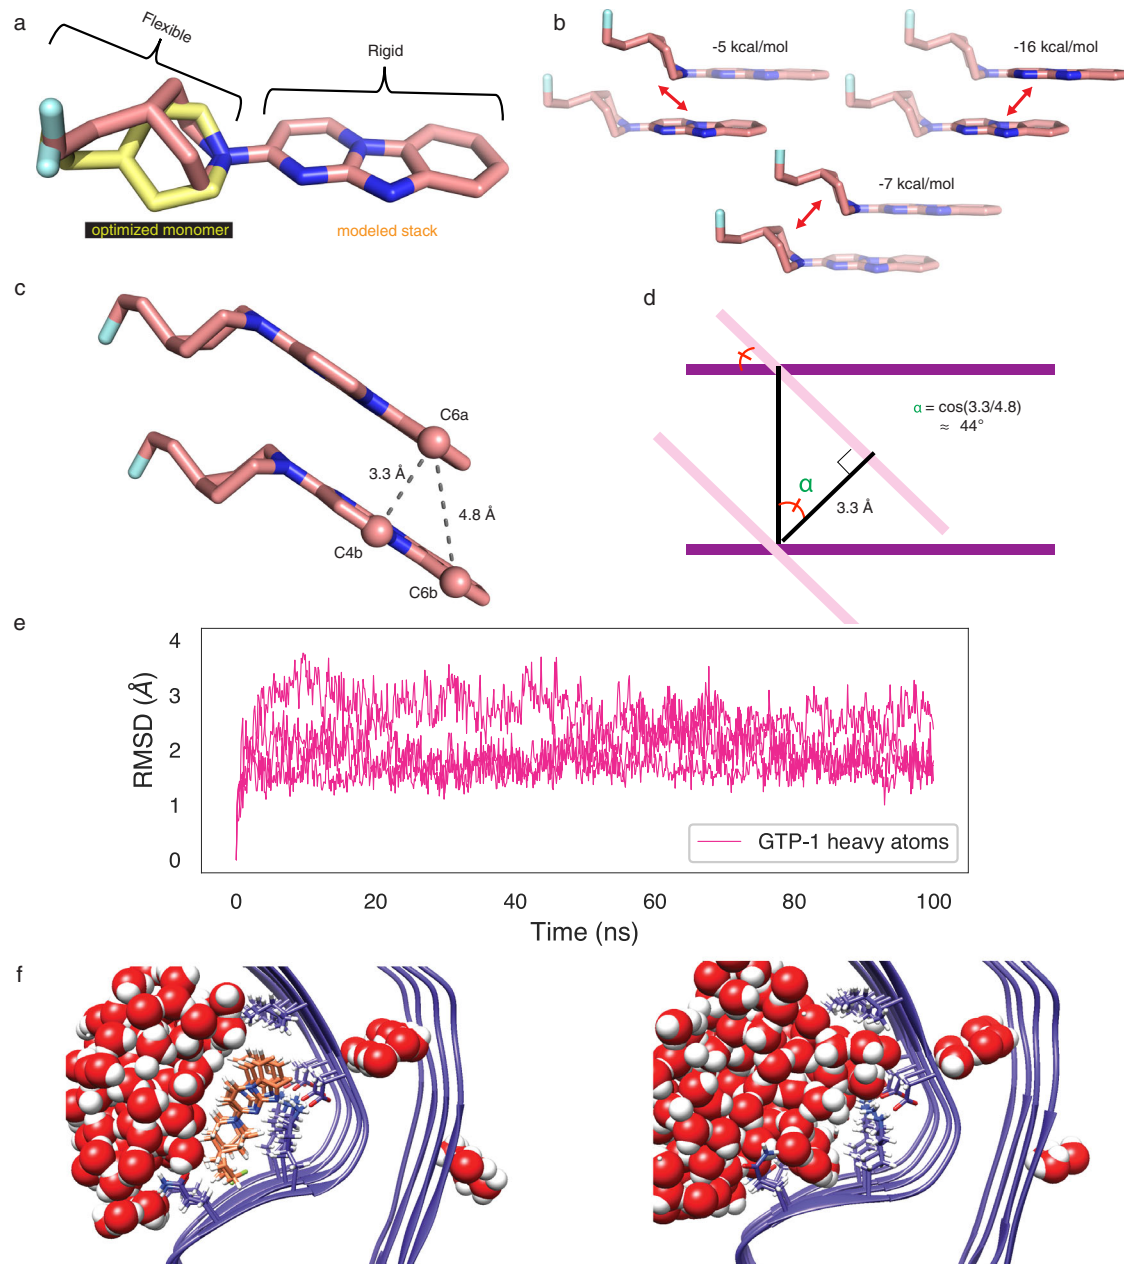 a
Flexible
Rigid
optimized monomer
modeled stack
b
-5 kcal/mol
-16 kcal/mol
-7 kcal/mol
c
C6a
3.3 Å
4.8 Å
C4b
C6b
d
α = cos(3.3/4.8)
≈ 44°
α
3.3 Å
e
4
3
2
1
0
RMSD (Å)
GTP-1 heavy atoms
0 20 40 60 80 100
Time (ns)
f